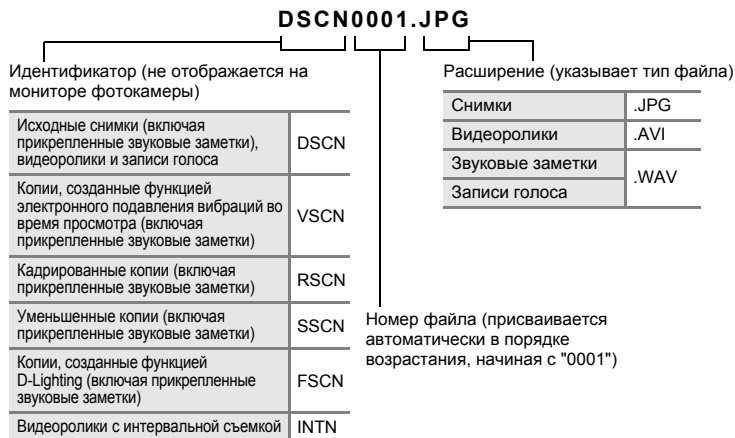 DSCN0001.JPG
Идентификатор (не отображается на
мониторе фотокамеры)
Исходные снимки (включая
прикрепленные звуковые заметки),
видеоролики и записи голоса
DSCN
Копии, созданные функцией
электронного подавления вибраций во
время просмотра (включая
прикрепленные звуковые заметки)
VSCN
Кадрированные копии (включая
прикрепленные звуковые заметки)
RSCN
Уменьшенные копии (включая
прикрепленные звуковые заметки)
SSCN
Копии, созданные функцией
D-Lighting (включая прикрепленные
звуковые заметки)
FSCN
Видеоролики с интервальной съемкой
INTN
Расширение (указывает тип файла)
Снимки
.JPG
Видеоролики
.AVI
Звуковые заметки
Записи голоса
.WAV
Номер файла (присваивается
автоматически в порядке
возрастания, начиная с "0001")